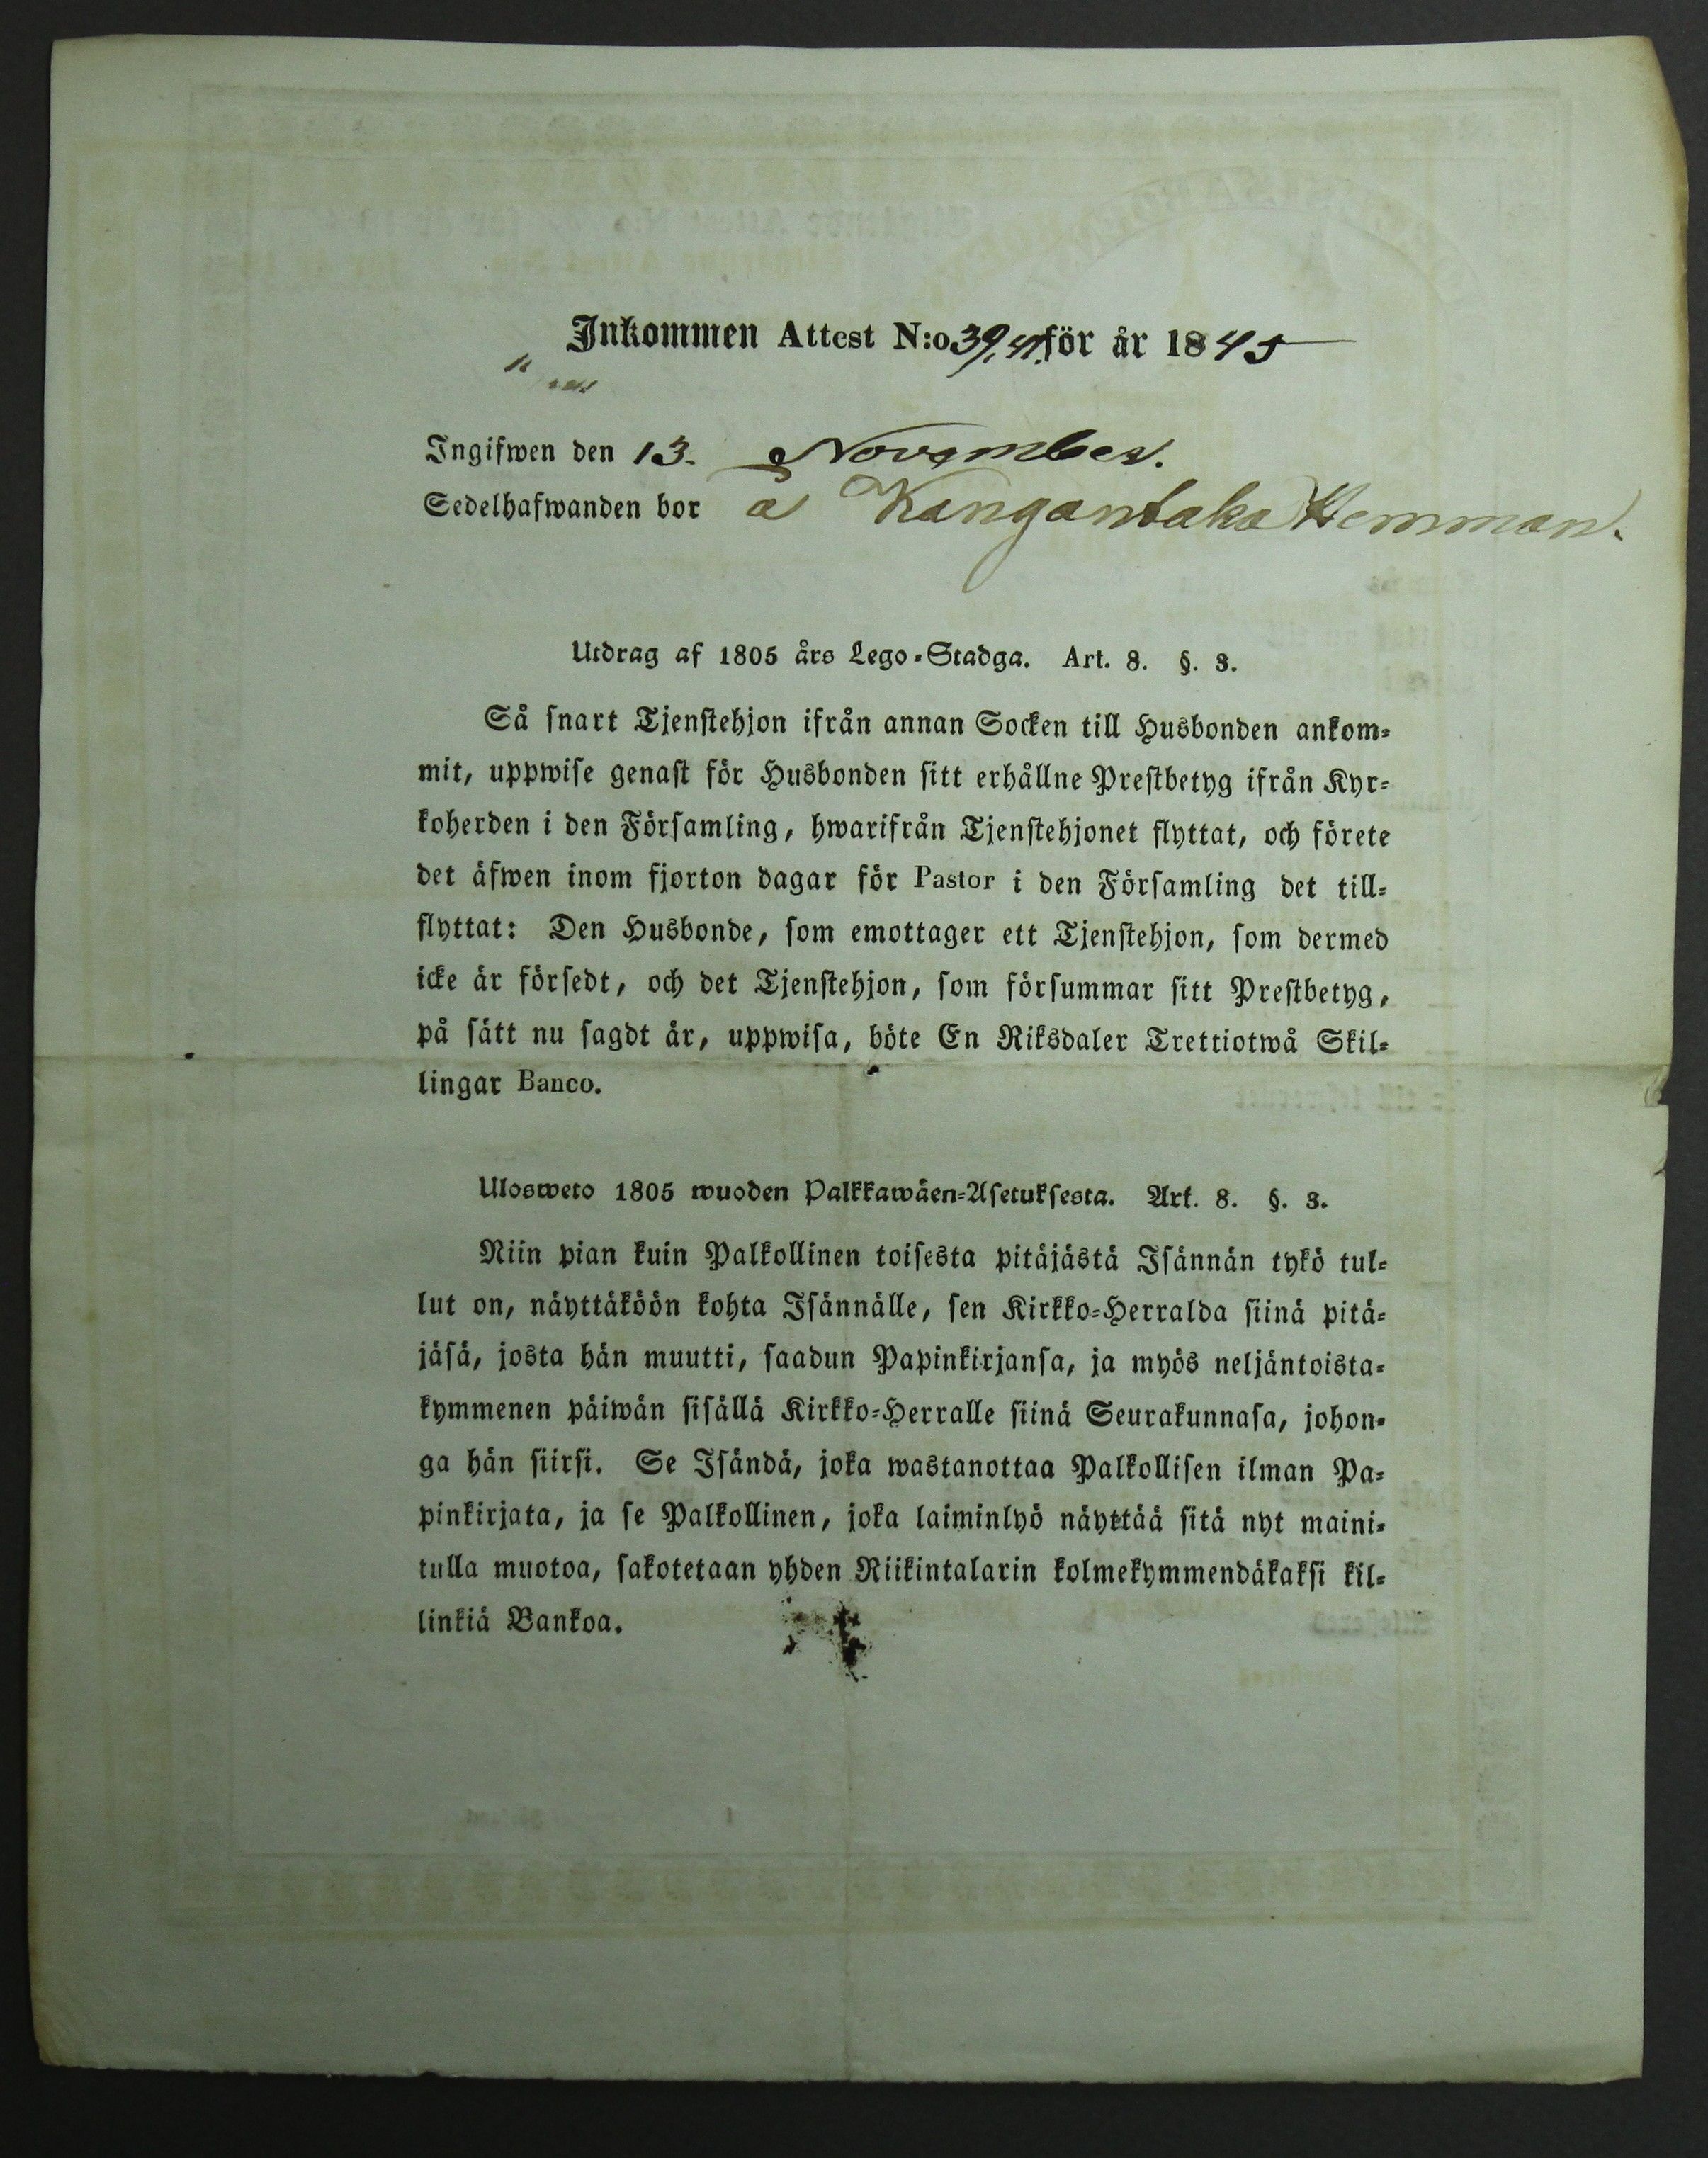 Inkommen Attest N:o 39,41. för år 1845
Ingifwen den 13. November.
Sedelhafwanden bor å Kangantaka Hemman.
Utdrag af 1805 års Lego-Stadga. Art. 8. §. 3.
Så snart Tjenstehjon ifrån annan Socken till Husbonden ankom-
mit, uppwise genast för Husbonden sitt erhållne Prestbetyg ifrån Kyr-
koherden i den Församling, hwarifrån Tjenstehjonet flyttat, och förete
det äfwen inom fjorton dagar för Pastor i den Församling det till-
flyttat: Den Husbonde, som emottager ett Tjenstehjon, som dermed
icke är försedt, och det Tjenstehjon, som försummar sitt Prestbetyg,
på sätt nu sagdt är, uppwisa, böte En Riksdaler Trettiotwå Skil-
lingar Banco.
Ulosweto 1805 wuoden Palkkawäen-Asetuksesta. Art. 8. §. 3.
Niin pian kuin Palkollinen toisesta pitäjästä Isännän tykö tul-
lut on, näyttäköön kohta Isännälle, sen Kirkko-Herralda siinä pitä-
jäsä, josta hän muutti, saadun Papinkirjansa, ja myös neljäntoista-
kymmenen päiwän sisällä Kirkko-Herralle siinä Seurakunnasa, johon-
ga hän siirsi. Se Isändä, joka wastanottaa Palkollisen ilman Pa-
pinkirjata, ja se Palkollinen, joka laiminlyö näyttää sitä nyt maini-
tulla muotoa, sakotetaan yhden Riikintalarin kolmekymmendäkaksi kil-
linkiä Bankoa.